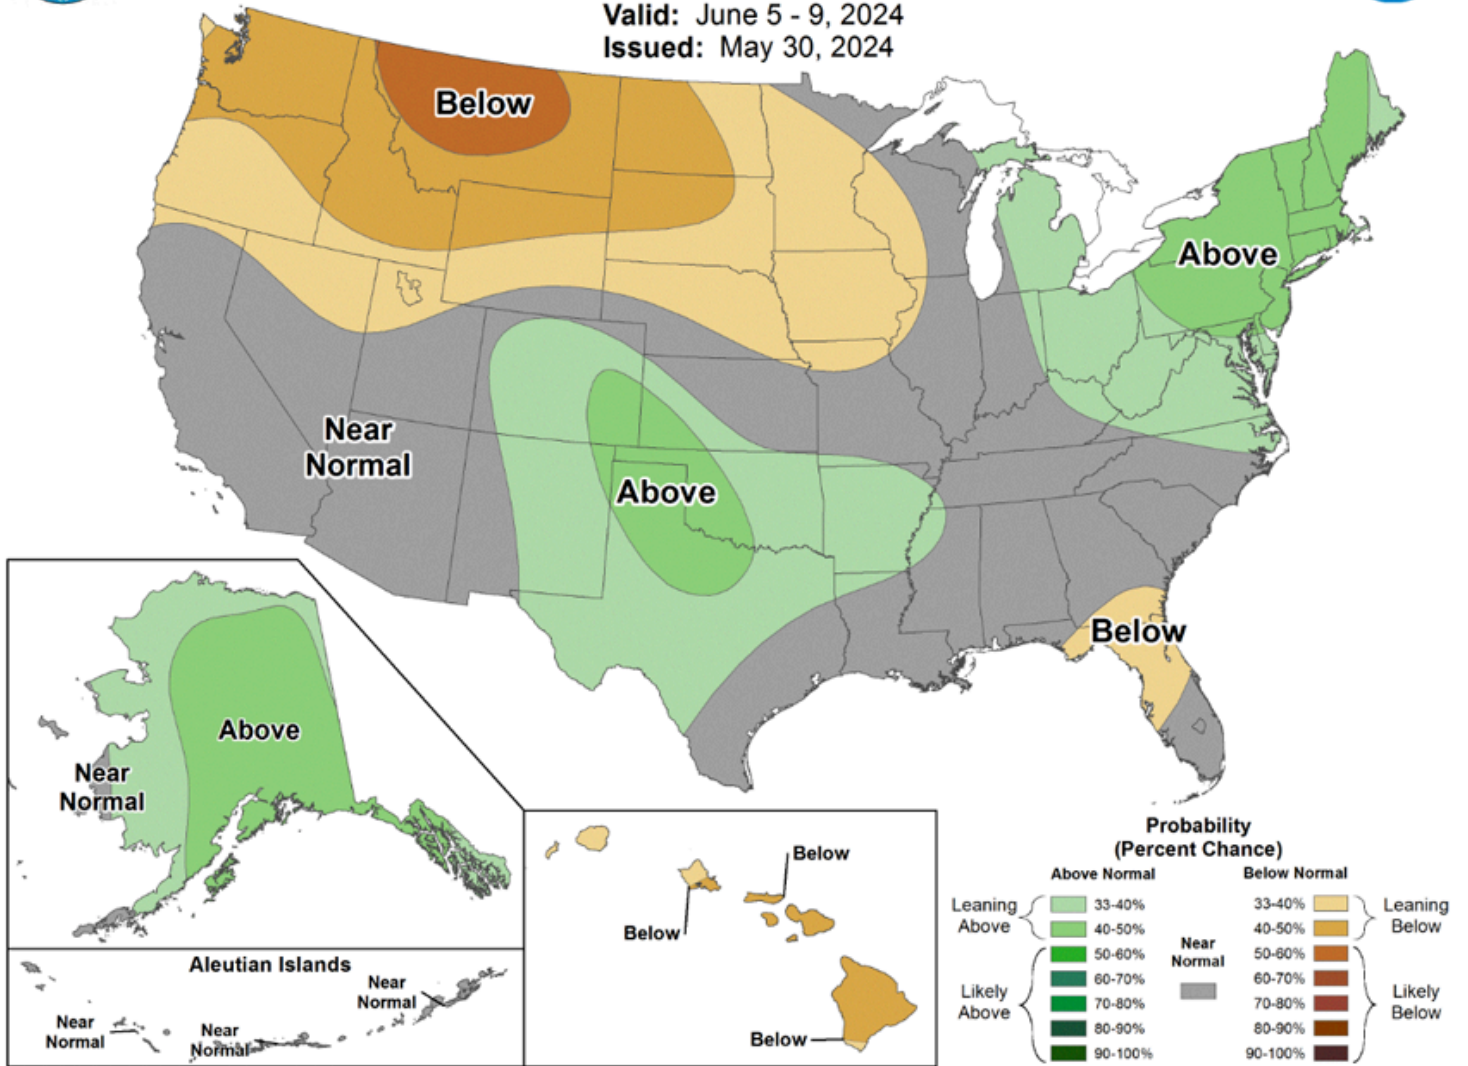 Valid: June 5 - 9, 2024
Issued: May 30, 2024
Below
Above
Near
Normal
Above
Below
Above
Near
Normal
Below
Below
Below
Aleutian Islands
Near
Normal
Near
Normal
Near
Normal
Probability
(Percent Chance)
Above Normal
Below Normal
Leaning
Above
33-40%
40-50%
Likely
Above
50-60%
60-70%
70-80%
80-90%
90-100%
Near
Normal
33-40%
40-50%
Leaning
Below
50-60%
60-70%
70-80%
80-90%
90-100%
Likely
Below